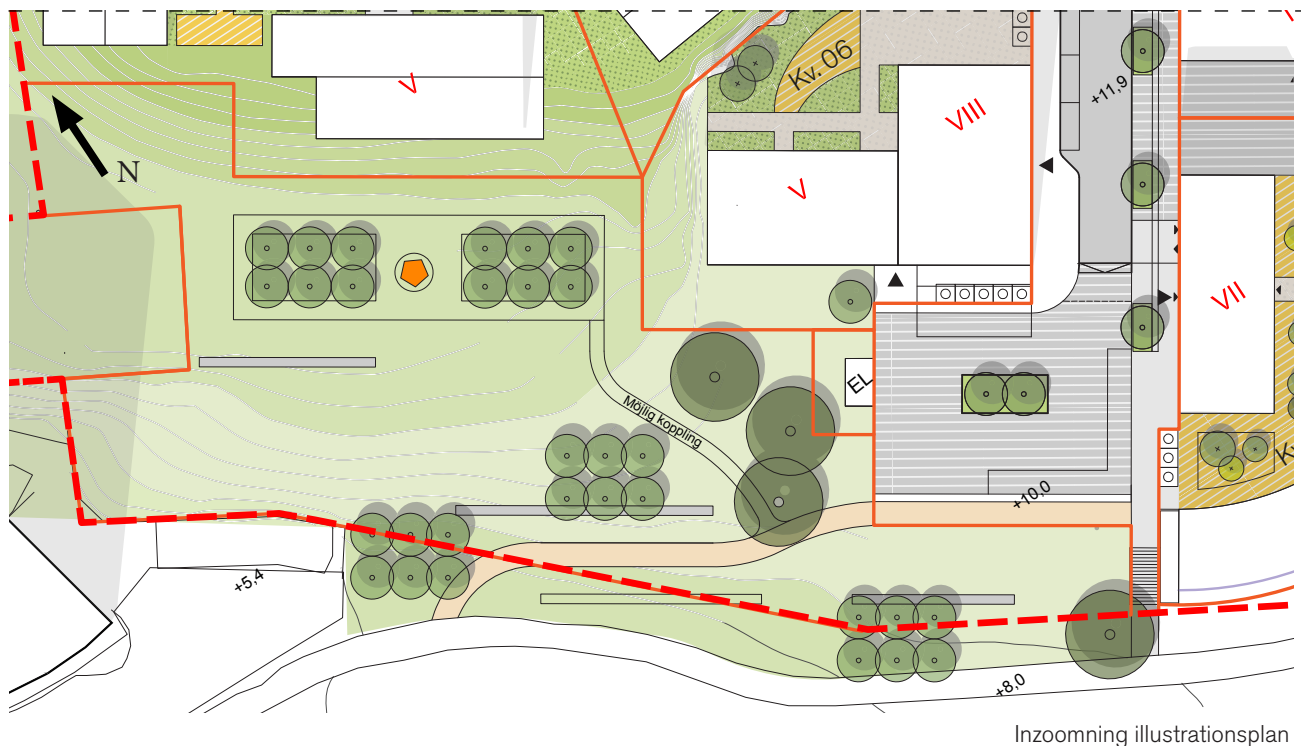 V
Kv. 06
VIII
+11,9
N
V
VII
EL
Möjlig koppling
+10,0
+5,4
+8,0
Inzoomning illustrationsplan